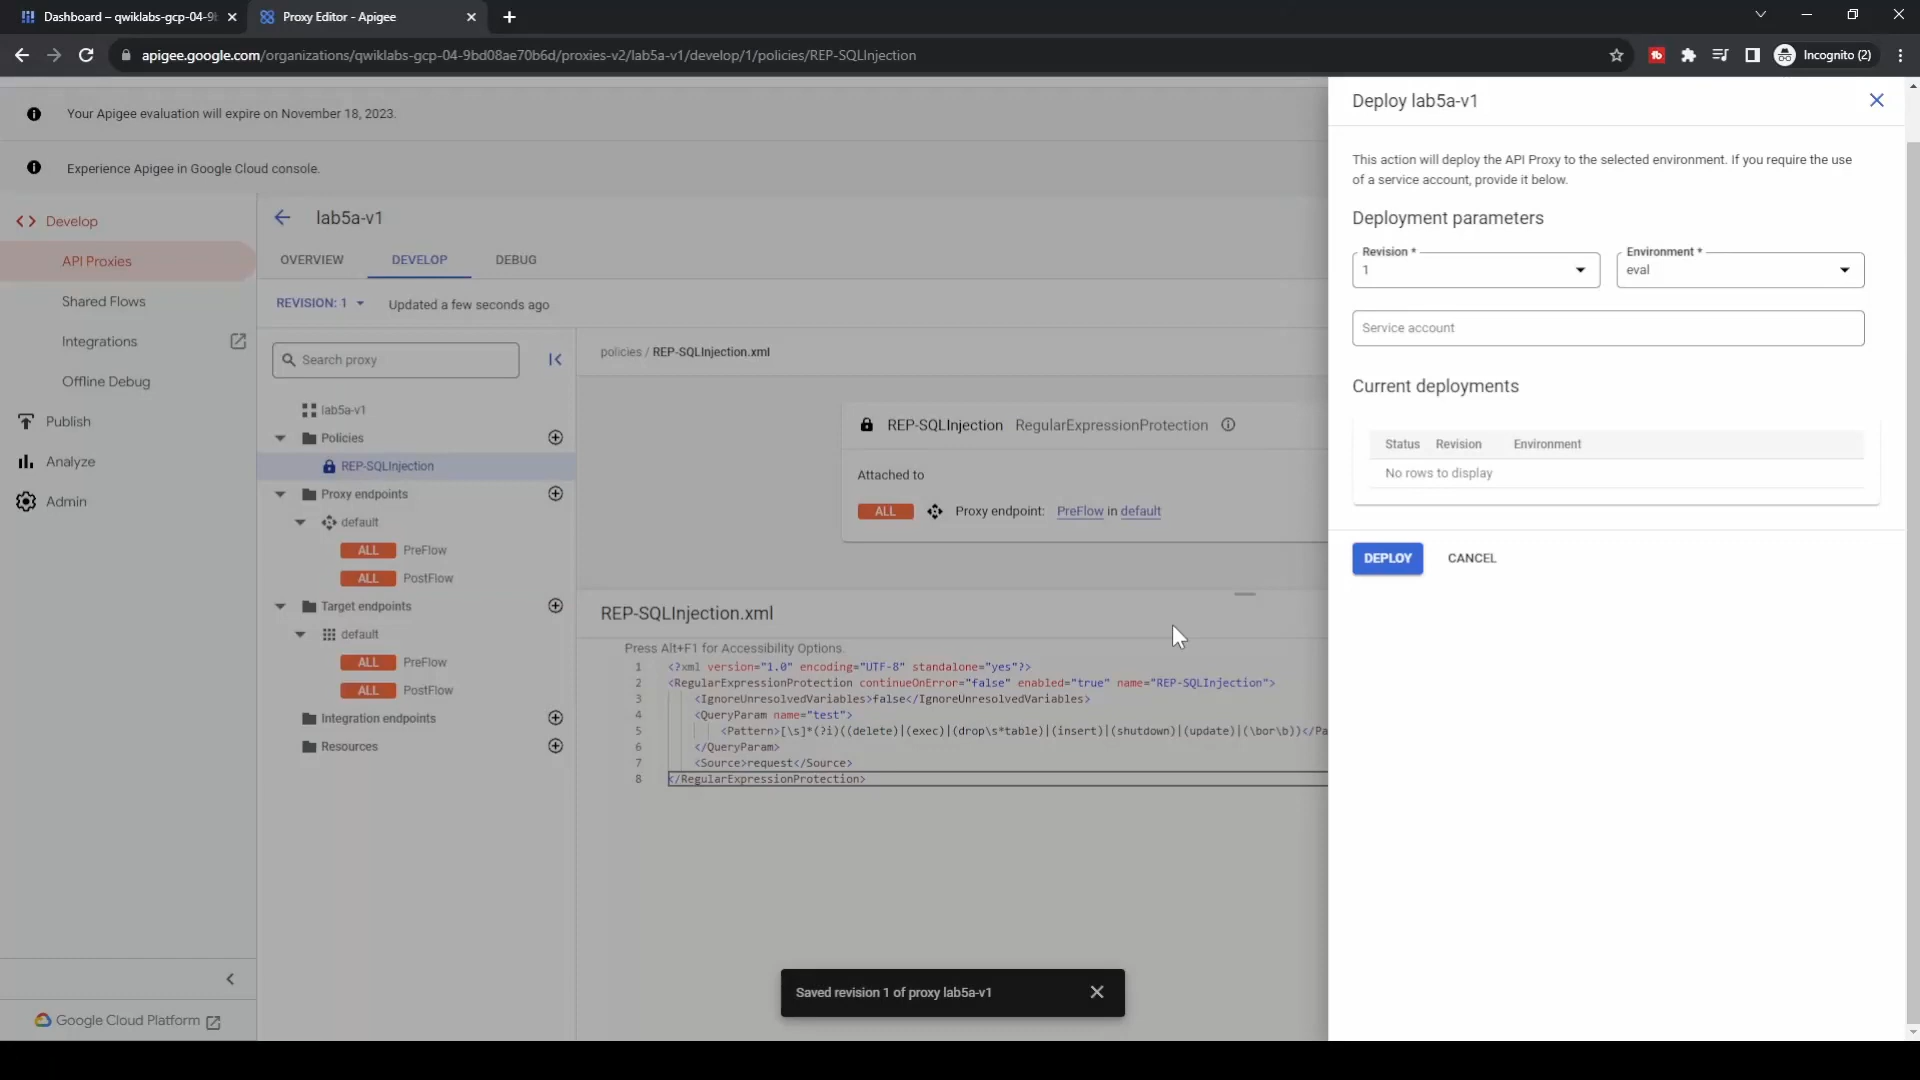 Dashboard – qwiklabs-gcp-04-9
Proxy Editor - Apigee
apigee.google.com/organizations/qwiklabs-gcp-04-9bd08ae70b6d/proxies-v2/lab5a-v1/develop/1/policies/REP-SQLInjection
Incognito (2)
Your Apigee evaluation will expire on November 18, 2023.
Experience Apigee in Google Cloud console.
Develop
API Proxies
Shared Flows
Integrations
Offline Debug
Publish
Analyze
Admin
Google Cloud Platform
lab5a-v1
OVERVIEW
DEVELOP
DEBUG
REVISION: 1
Updated a few seconds ago
Search proxy
lab5a-v1
Policies
REP-SQLInjection
Proxy endpoints
default
ALL PreFlow
ALL PostFlow
Target endpoints
default
ALL PreFlow
ALL PostFlow
Integration endpoints
Resources
policies / REP-SQLInjection.xml
REP-SQLInjection RegularExpressionProtection
Attached to
ALL Proxy endpoint: PreFlow in default
REP-SQLInjection.xml
Press Alt+F1 for Accessibility Options.
1 <?xml version="1.0" encoding="UTF-8" standalone="yes"?>
2 <RegularExpressionProtection continueOnError="false" enabled="true" name="REP-SQLInjection">
3 <IgnoreUnresolvedVariables>false</IgnoreUnresolvedVariables>
4 <QueryParam name="test">
5 <Pattern>[\s]*(?i)((delete)|(exec)|(drop\s*table)|(insert)|(shutdown)|(update)|(\bor\b))</Pa
6 </QueryParam>
7 <Source>request</Source>
8 </RegularExpressionProtection>
Saved revision 1 of proxy lab5a-v1
Deploy lab5a-v1
This action will deploy the API Proxy to the selected environment. If you require the use
of a service account, provide it below.
Deployment parameters
Revision *
1
Environment *
eval
Service account
Current deployments
Status Revision Environment
No rows to display
DEPLOY
CANCEL